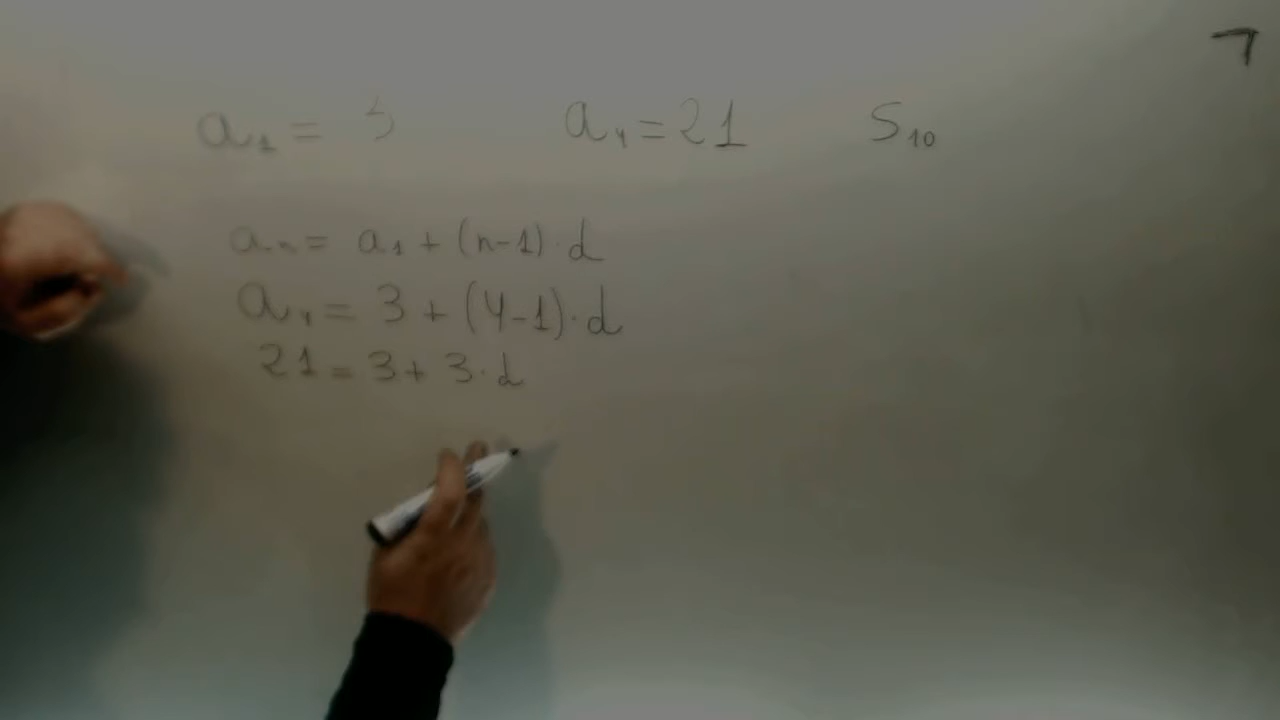 a₁ = 3 a₄ = 21 S₁₀
aₙ = a₁ + (n-1) · d
a₄ = 3 + (4-1) · d
21 = 3 + 3 · d